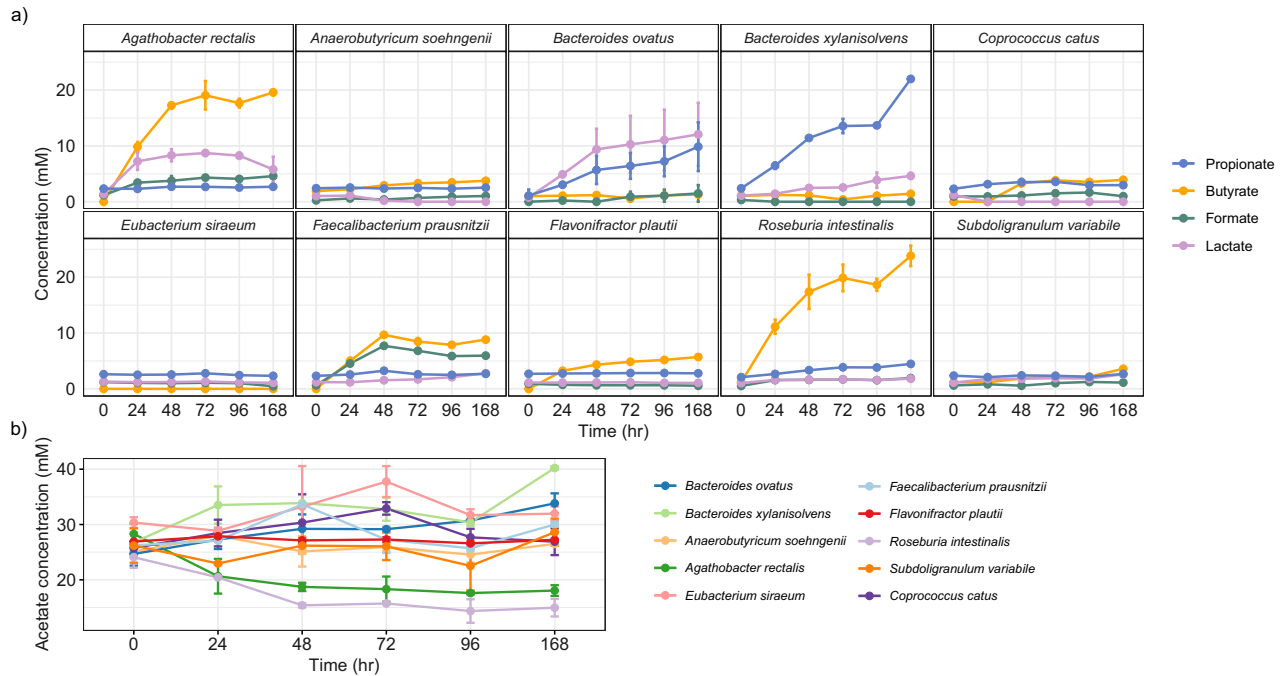 a)
Agathobacter rectalis
Anaerobutyricum soehngenii
Bacteroides ovatus
Bacteroides xylanisolvens
Coprococcus catus
20
10
0
Eubacterium siraeum
Faecalibacterium prausnitzii
Flavonifractor plautii
Roseburia intestinalis
Subdoligranulum variabile
20
10
0
Concentration (mM)
0 24 48 72 96 168
0 24 48 72 96 168
0 24 48 72 96 168
0 24 48 72 96 168
0 24 48 72 96 168
Time (hr)
Propionate
Butyrate
Formate
Lactate
b)
Acetate concentration (mM)
40
30
20
0 24 48 72 96 168
Time (hr)
Bacteroides ovatus
Bacteroides xylanisolvens
Anaerobutyricum soehngenii
Agathobacter rectalis
Eubacterium siraeum
Faecalibacterium prausnitzii
Flavonifractor plautii
Roseburia intestinalis
Subdoligranulum variabile
Coprococcus catus